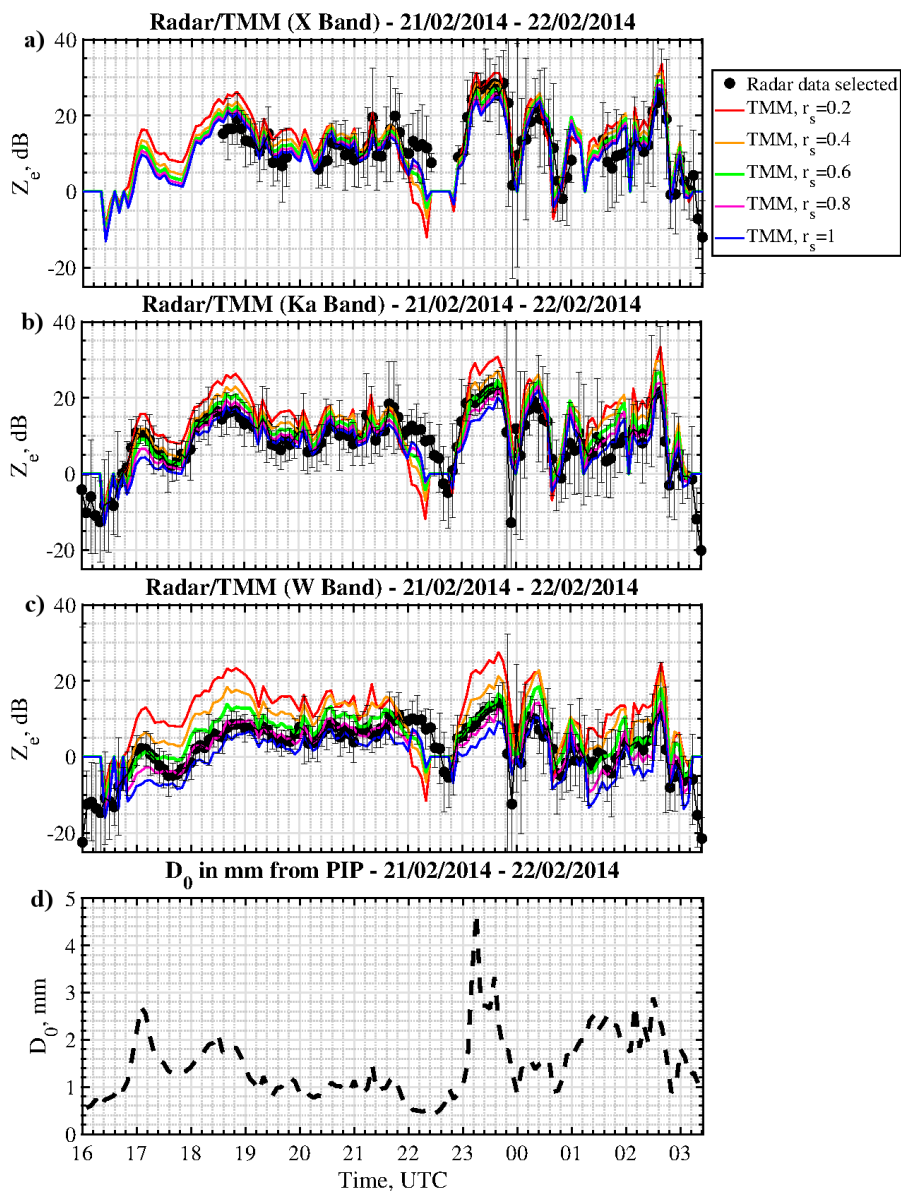 Radar/TMM (X Band) - 21/02/2014 - 22/02/2014
a)
40
20
0
-20
Z_e, dB
Radar data selected
TMM, r_s=0.2
TMM, r_s=0.4
TMM, r_s=0.6
TMM, r_s=0.8
TMM, r_s=1
Radar/TMM (Ka Band) - 21/02/2014 - 22/02/2014
b)
40
20
0
-20
Z_e, dB
Radar/TMM (W Band) - 21/02/2014 - 22/02/2014
c)
40
20
0
-20
Z_e, dB
D_0 in mm from PIP - 21/02/2014 - 22/02/2014
d)
5
4
3
2
1
0
D_0, mm
16 17 18 19 20 21 22 23 00 01 02 03
Time, UTC